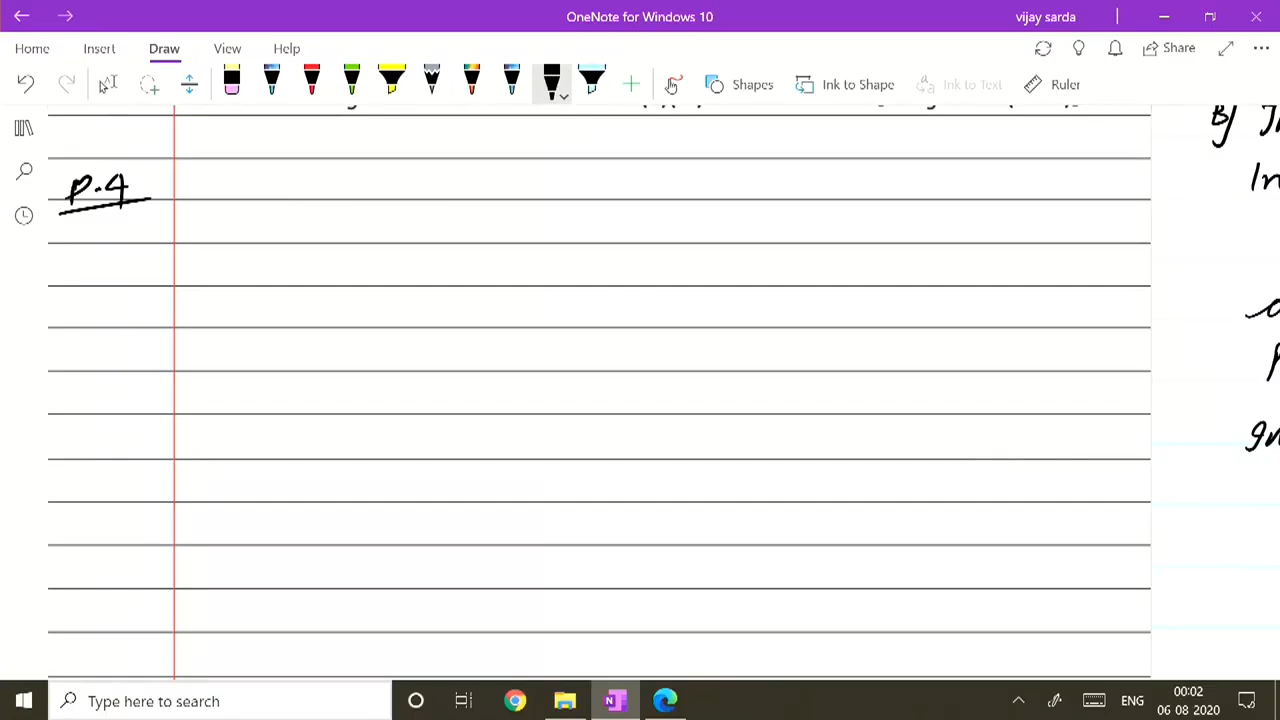 OneNote for Windows 10
vijay sarda
Home Insert Draw View Help
Share
Shapes
Ink to Shape
Ink to Text
Ruler
P.4
B)
In
Type here to search
ENG
00:02
06-08-2020